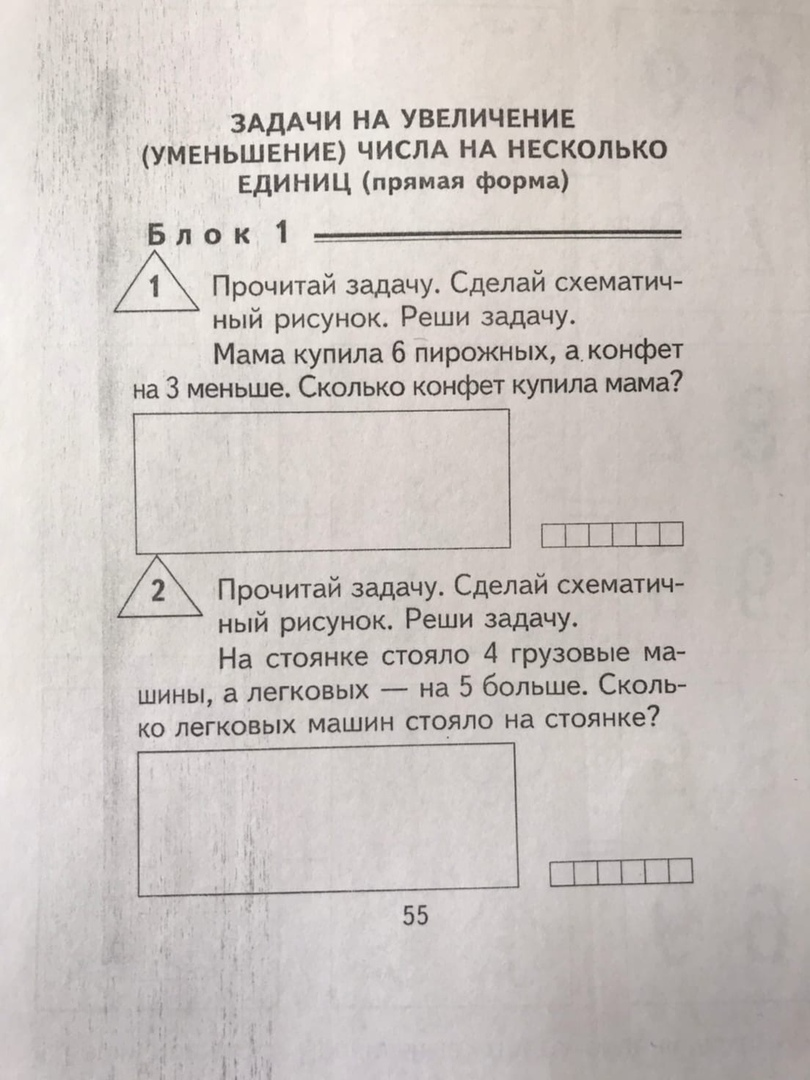 ЗАДАЧИ НА УВЕЛИЧЕНИЕ
(УМЕНЬШЕНИЕ) ЧИСЛА НА НЕСКОЛЬКО
ЕДИНИЦ (прямая форма)
Блок 1
1 Прочитай задачу. Сделай схематич-
ный рисунок. Реши задачу.
Мама купила 6 пирожных, а конфет
на 3 меньше. Сколько конфет купила мама?
2 Прочитай задачу. Сделай схематич-
ный рисунок. Реши задачу.
На стоянке стояло 4 грузовые ма-
шины, а легковых — на 5 больше. Сколь-
ко легковых машин стояло на стоянке?
55